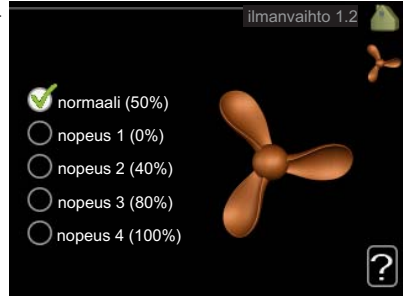 ilmanvaihto 1.2
normaali (50%)
nopeus 1 (0%)
nopeus 2 (40%)
nopeus 3 (80%)
nopeus 4 (100%)
?